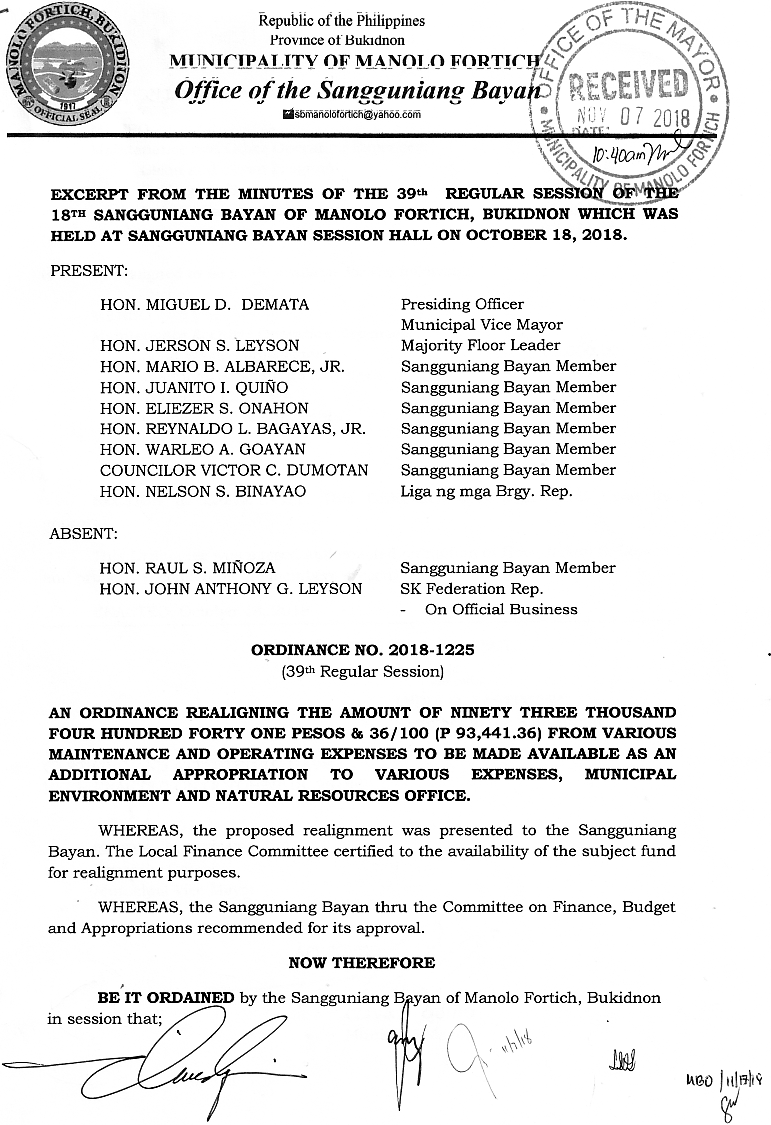 MANOLO FORTICH, BUKIDNON
1917
OFFICIAL SEAL
Republic of the Philippines
Province of Bukidnon
MUNICIPALITY OF MANOLO FORTICH
Office of the Sangguniang Bayan
sbmanolofortich@yahoo.com
OFFICE OF THE MAYOR
RECEIVED
NOV 07 2018
DATE:
10:40am
MUNICIPALITY OF MANOLO FORTICH
EXCERPT FROM THE MINUTES OF THE 39th REGULAR SESSION OF THE
18TH SANGGUNIANG BAYAN OF MANOLO FORTICH, BUKIDNON WHICH WAS
HELD AT SANGGUNIANG BAYAN SESSION HALL ON OCTOBER 18, 2018.
PRESENT:
HON. MIGUEL D. DEMATA Presiding Officer
Municipal Vice Mayor
HON. JERSON S. LEYSON Majority Floor Leader
HON. MARIO B. ALBARECE, JR. Sangguniang Bayan Member
HON. JUANITO I. QUIÑO Sangguniang Bayan Member
HON. ELIEZER S. ONAHON Sangguniang Bayan Member
HON. REYNALDO L. BAGAYAS, JR. Sangguniang Bayan Member
HON. WARLEO A. GOAYAN Sangguniang Bayan Member
COUNCILOR VICTOR C. DUMOTAN Sangguniang Bayan Member
HON. NELSON S. BINAYAO Liga ng mga Brgy. Rep.
ABSENT:
HON. RAUL S. MIÑOZA Sangguniang Bayan Member
HON. JOHN ANTHONY G. LEYSON SK Federation Rep.
- On Official Business
ORDINANCE NO. 2018-1225
(39th Regular Session)
AN ORDINANCE REALIGNING THE AMOUNT OF NINETY THREE THOUSAND
FOUR HUNDRED FORTY ONE PESOS & 36/100 (P 93,441.36) FROM VARIOUS
MAINTENANCE AND OPERATING EXPENSES TO BE MADE AVAILABLE AS AN
ADDITIONAL APPROPRIATION TO VARIOUS EXPENSES, MUNICIPAL
ENVIRONMENT AND NATURAL RESOURCES OFFICE.
WHEREAS, the proposed realignment was presented to the Sangguniang
Bayan. The Local Finance Committee certified to the availability of the subject fund
for realignment purposes.
WHEREAS, the Sangguniang Bayan thru the Committee on Finance, Budget
and Appropriations recommended for its approval.
NOW THEREFORE
BE IT ORDAINED by the Sangguniang Bayan of Manolo Fortich, Bukidnon
in session that;
11/7/18